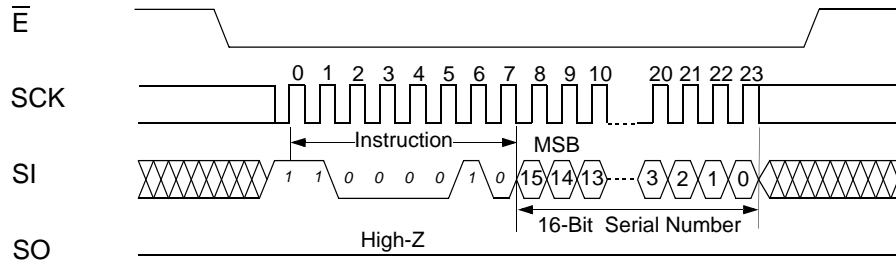 E
0 1 2 3 4 5 6 7 8 9 10 20 21 22 23
SCK
Instruction MSB
SI 1 1 0 0 0 0 1 0 15 14 13 3 2 1 0
16-Bit Serial Number
High-Z
SO